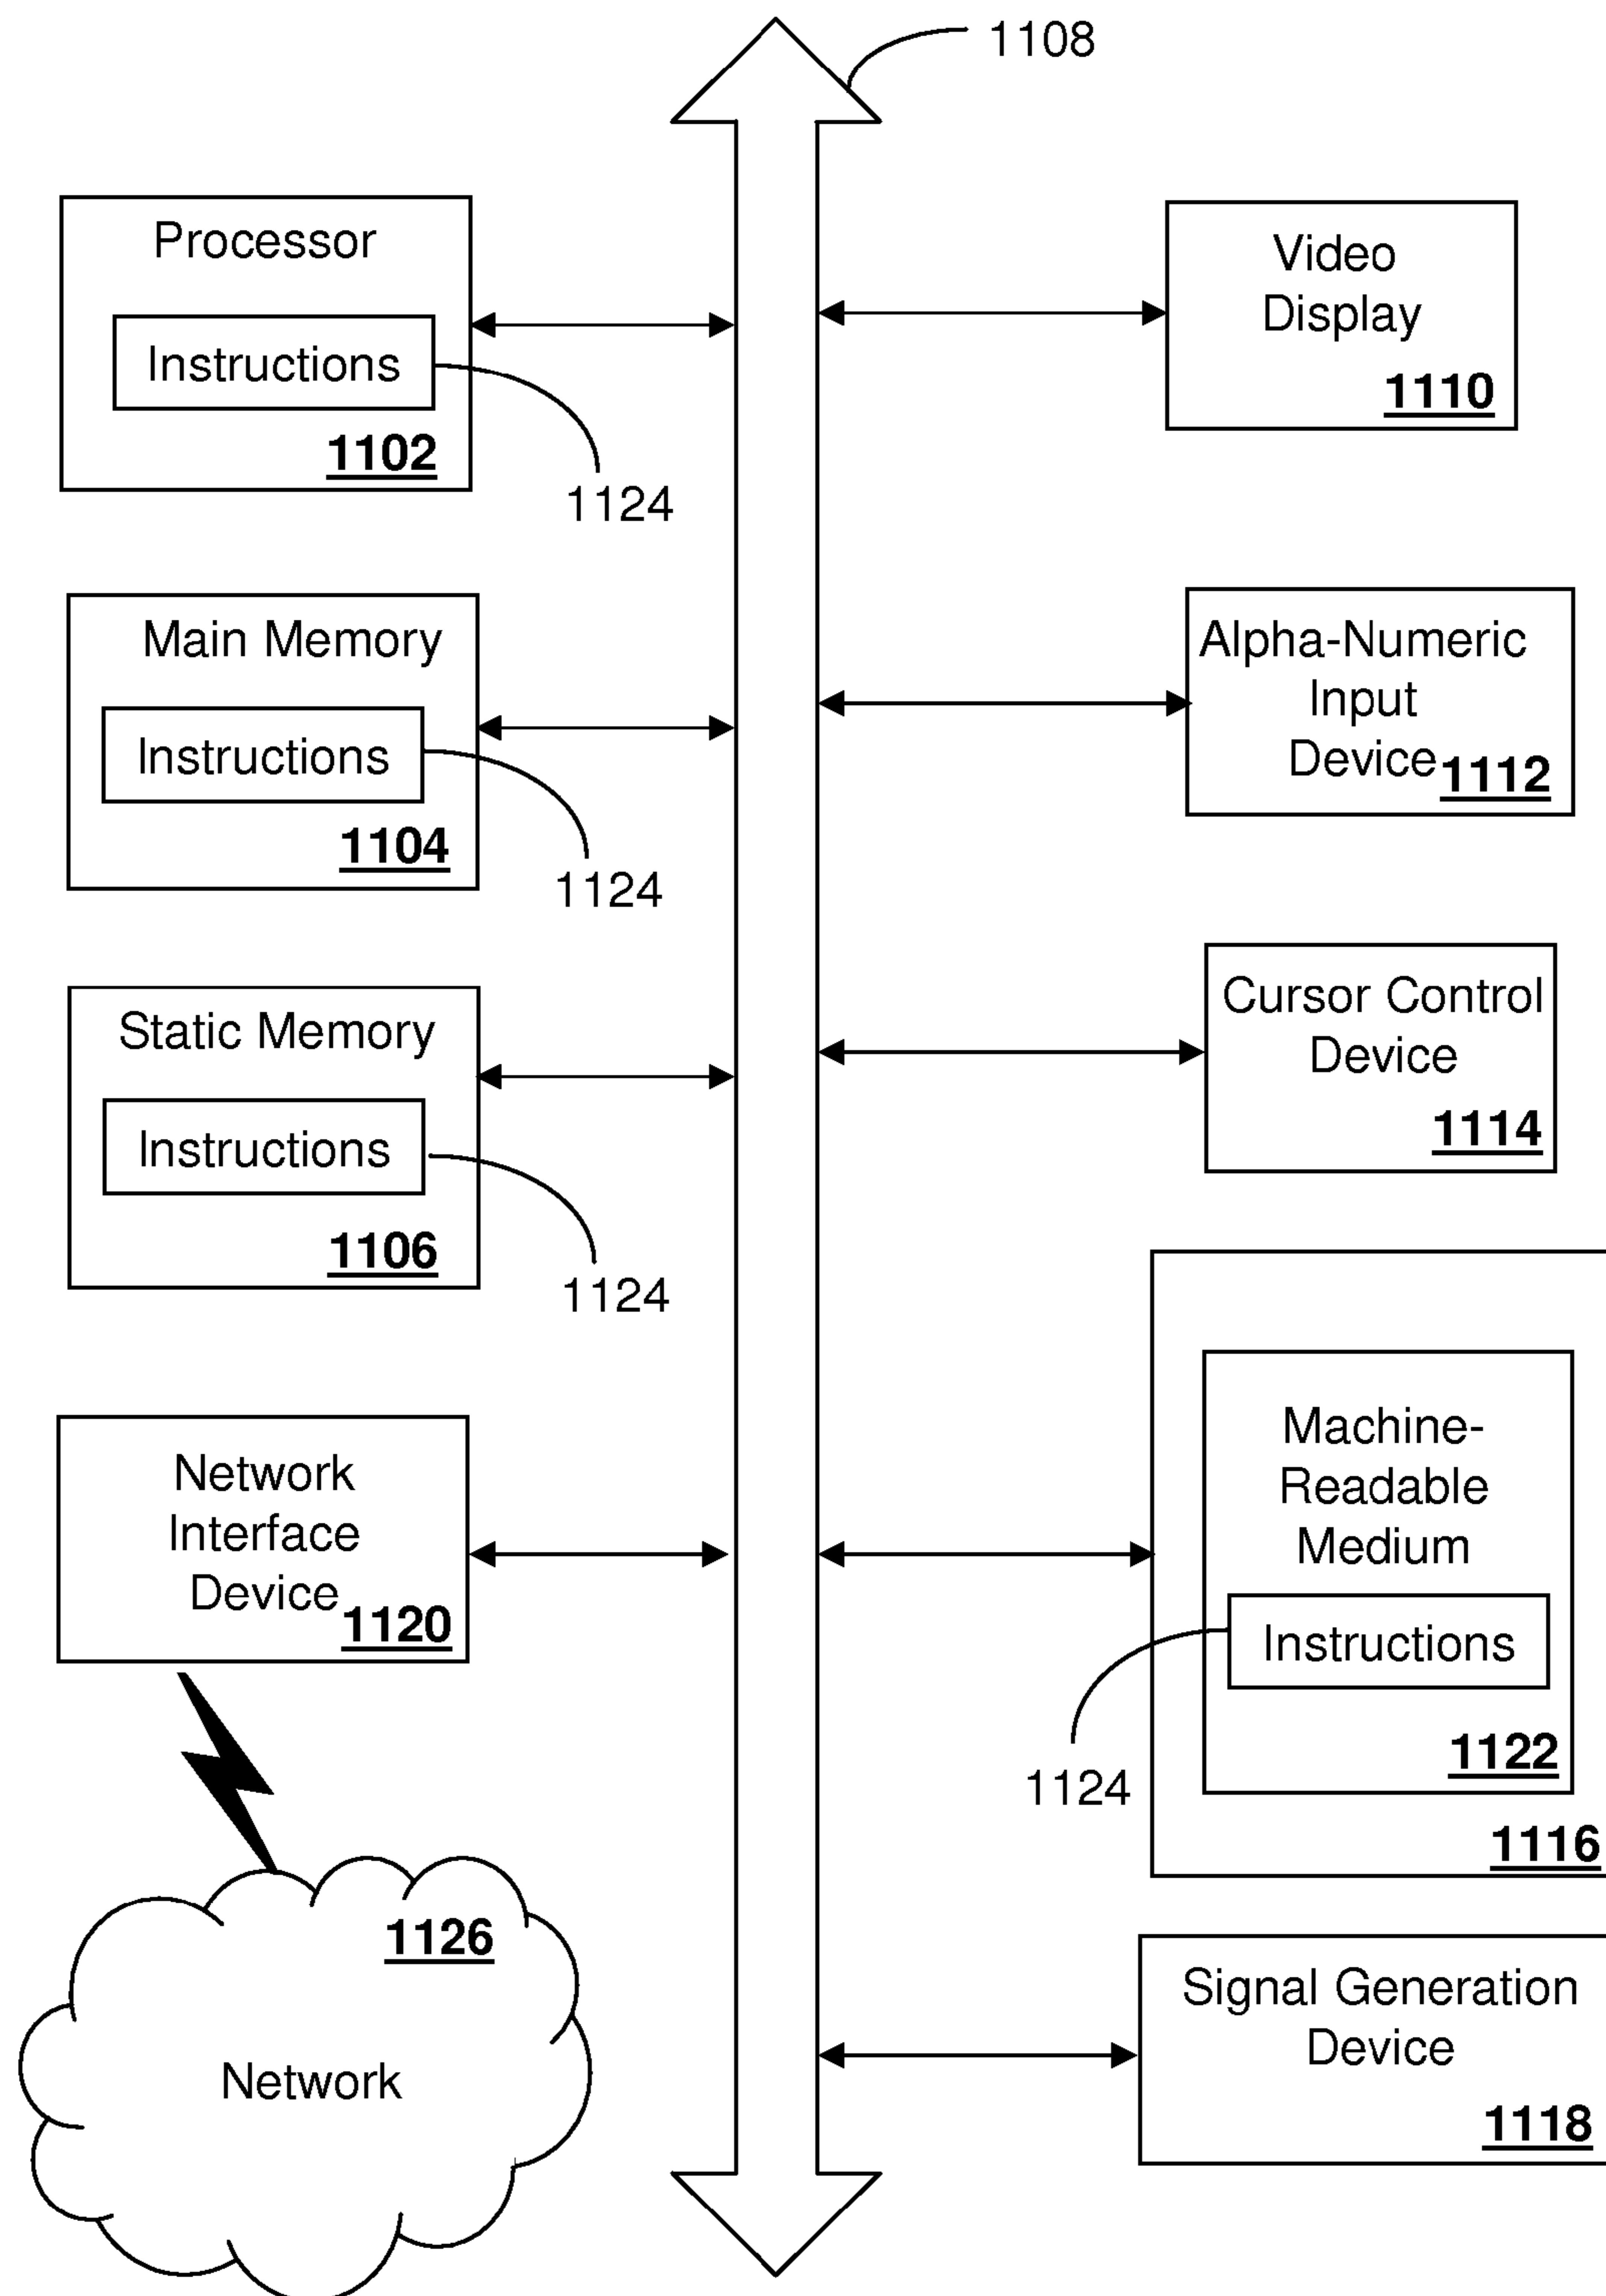 1108
Processor
Instructions
1102
1124
Main Memory
Instructions
1104
1124
Static Memory
Instructions
1106
1124
Network
Interface
Device
1120
1126
Network
Video
Display
1110
Alpha-Numeric
Input
Device
1112
Cursor Control
Device
1114
Machine-
Readable
Medium
Instructions
1122
1124
1116
Signal Generation
Device
1118